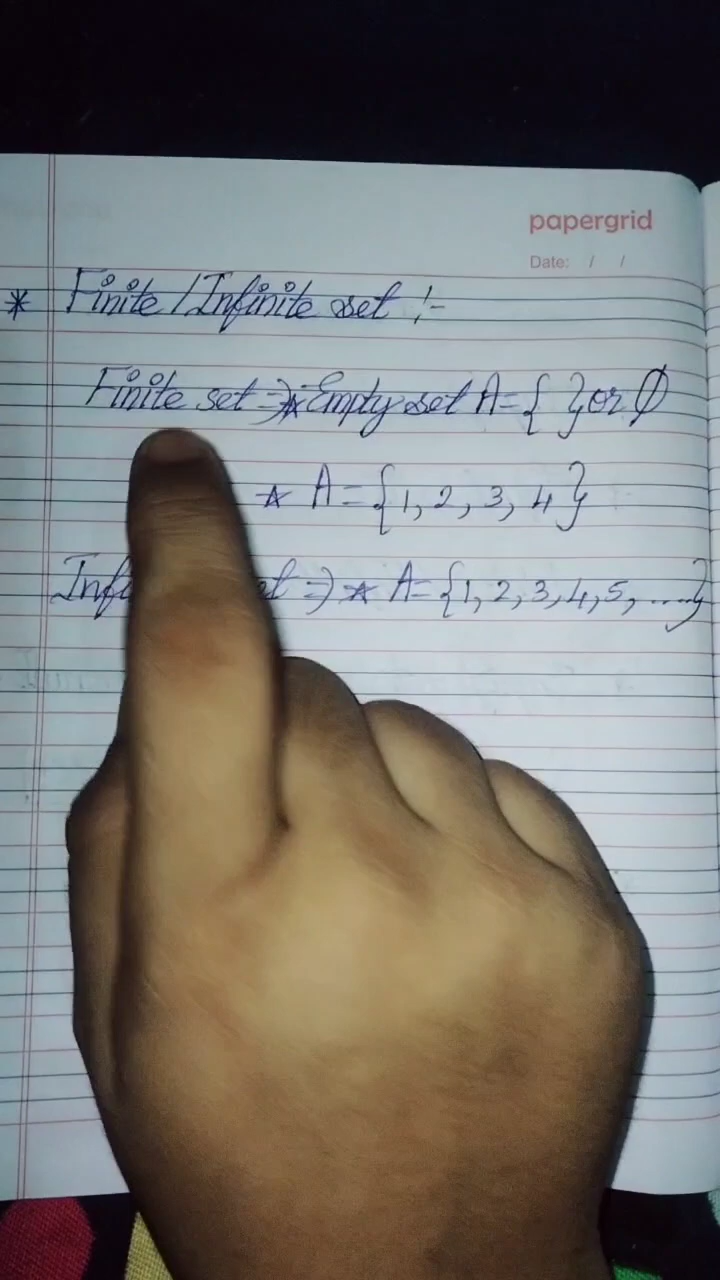 papergrid
Date: / /
* Finite / Infinite set :-
Finite set ⇒ ☆ Empty set A = { } or Ø
☆ A = {1, 2, 3, 4}
⇒ ☆ A = {1, 2, 3, 4, 5, .....}